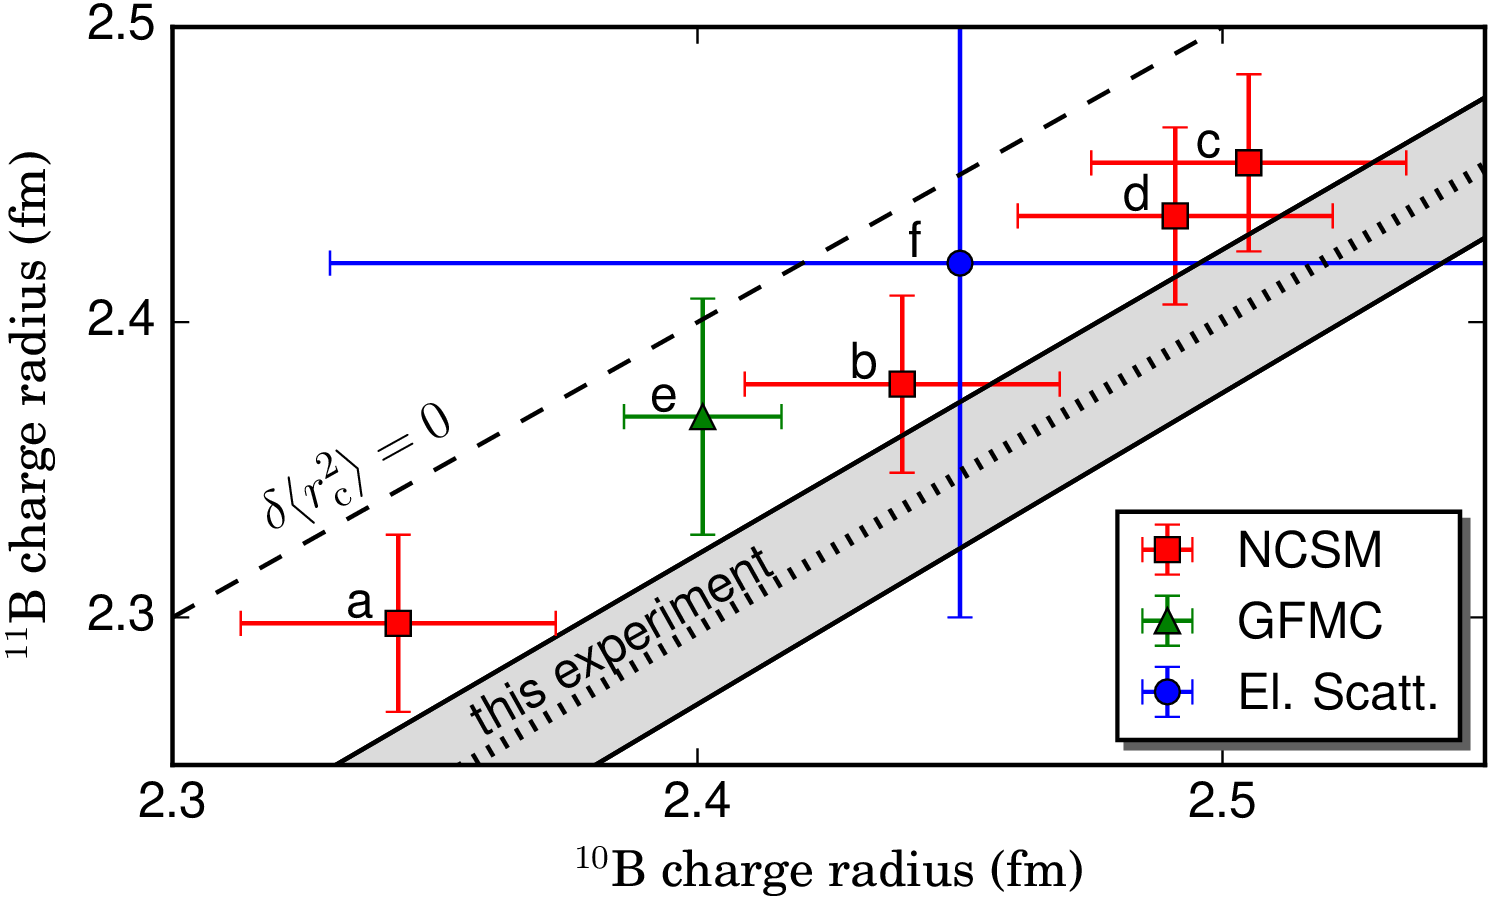 2.5
2.4
2.3
¹¹B charge radius (fm)
δ⟨r²c⟩ = 0
a
b
c
d
e
f
this experiment
NCSM
GFMC
El. Scatt.
2.3 2.4 2.5
¹⁰B charge radius (fm)